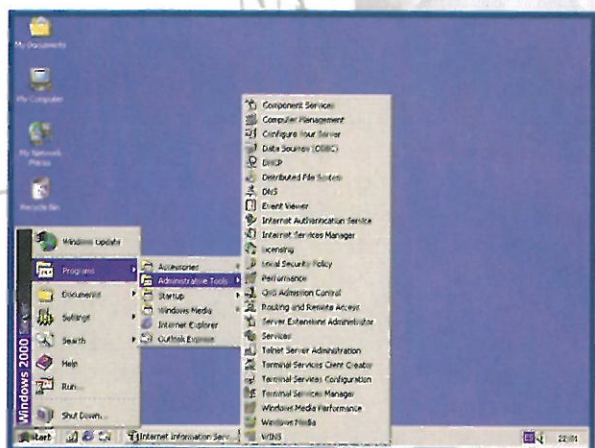 My Documents
My Computer
My Network
Places
Recycle Bin
Component Services
Computer Management
Configure Your Server
Data Sources (ODBC)
DHCP
Distributed File System
DNS
Event Viewer
Internet Authentication Service
Internet Services Manager
Licensing
Local Security Policy
Performance
QoS Admission Control
Routing and Remote Access
Server Extensions Administrator
Services
Telnet Server Administration
Terminal Services Client Creator
Terminal Services Configuration
Terminal Services Manager
Windows Media Performance
Windows Media
WINS
Accessories
Administrative Tools
Startup
Windows Media
Internet Explorer
Outlook Express
Windows Update
Programs
Documents
Settings
Search
Help
Run...
Shut Down...
Windows 2000 Server
Start
Internet Information Serv...
22:01